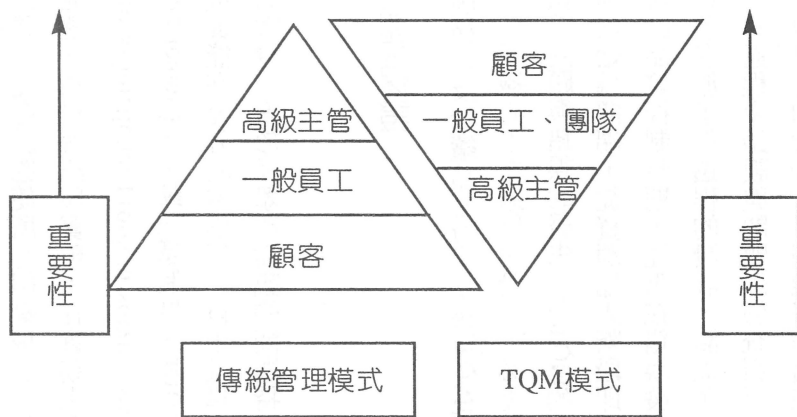 顧客
高級主管
一般員工、團隊
一般員工
高級主管
顧客
重要性
重要性
傳統管理模式
TQM模式